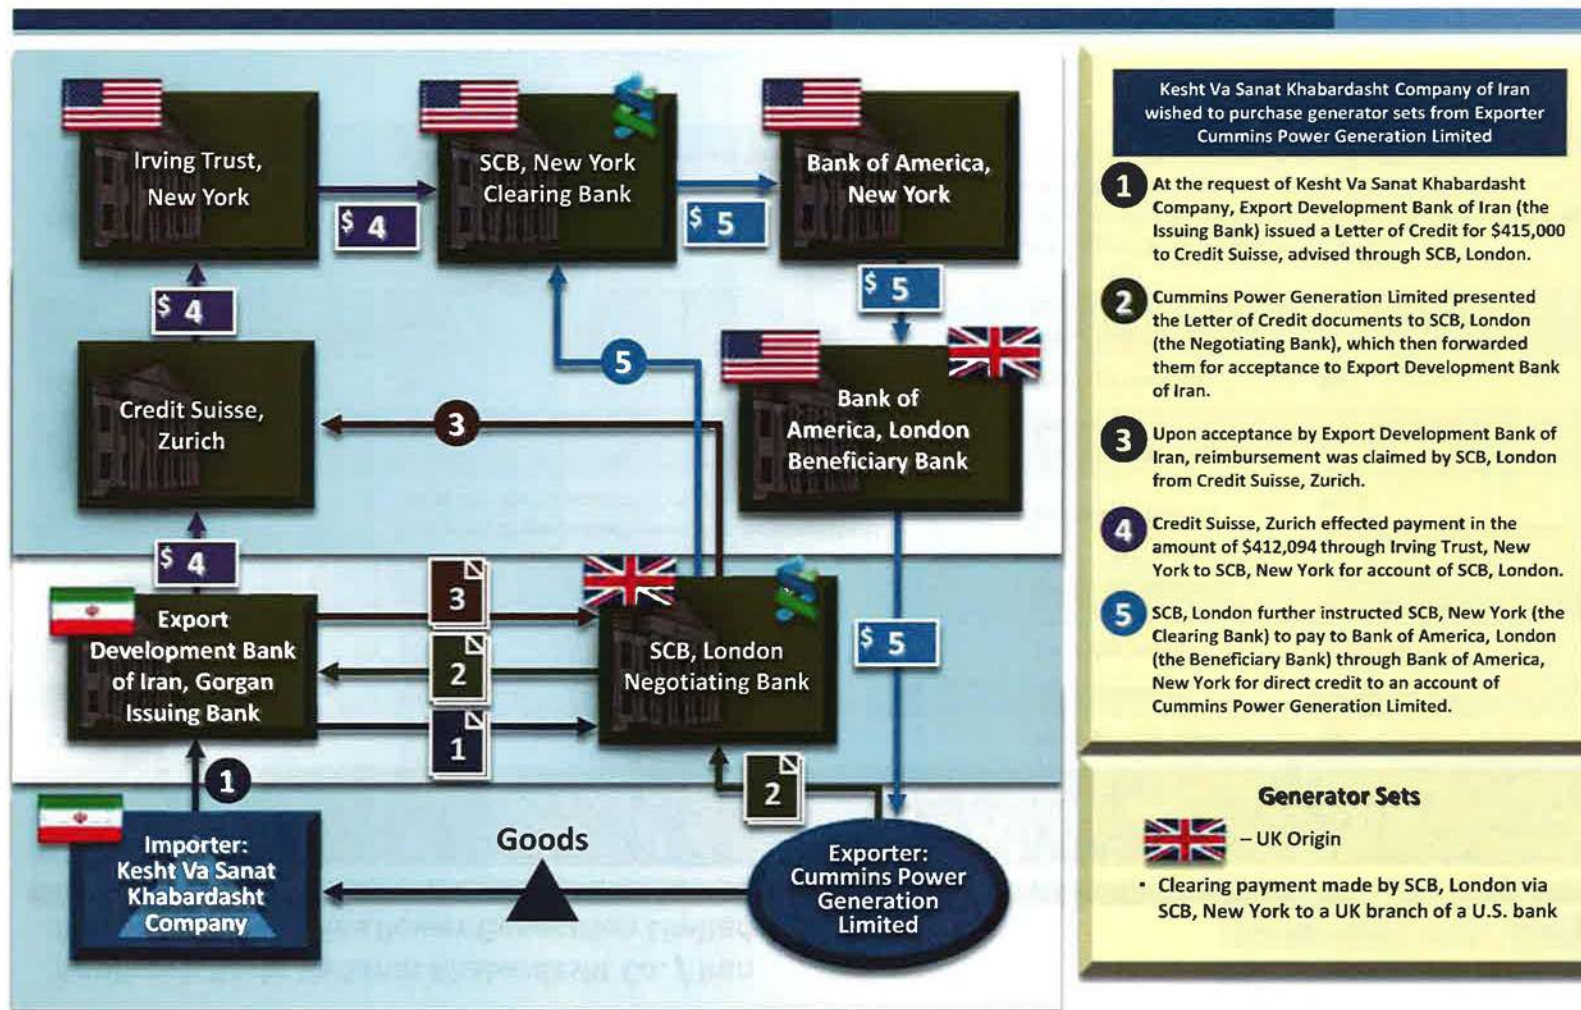 Irving Trust,
New York
$ 4
SCB, New York
Clearing Bank
$ 5
Bank of America,
New York
$ 5
$ 4
Credit Suisse,
Zurich
5
3
Bank of
America, London
Beneficiary Bank
$ 4
Export
Development Bank
of Iran, Gorgan
Issuing Bank
3
2
1
SCB, London
Negotiating Bank
$ 5
1
2
Importer:
Kesht Va Sanat
Khabardasht
Company
Goods
Exporter:
Cummins Power
Generation
Limited
Kesht Va Sanat Khabardasht Company of Iran
wished to purchase generator sets from Exporter
Cummins Power Generation Limited
1 At the request of Kesht Va Sanat Khabardasht
Company, Export Development Bank of Iran (the
Issuing Bank) issued a Letter of Credit for $415,000
to Credit Suisse, advised through SCB, London.
2 Cummins Power Generation Limited presented
the Letter of Credit documents to SCB, London
(the Negotiating Bank), which then forwarded
them for acceptance to Export Development Bank
of Iran.
3 Upon acceptance by Export Development Bank of
Iran, reimbursement was claimed by SCB, London
from Credit Suisse, Zurich.
4 Credit Suisse, Zurich effected payment in the
amount of $412,094 through Irving Trust, New
York to SCB, New York for account of SCB, London.
5 SCB, London further instructed SCB, New York (the
Clearing Bank) to pay to Bank of America, London
(the Beneficiary Bank) through Bank of America,
New York for direct credit to an account of
Cummins Power Generation Limited.
Generator Sets
– UK Origin
• Clearing payment made by SCB, London via
SCB, New York to a UK branch of a U.S. bank